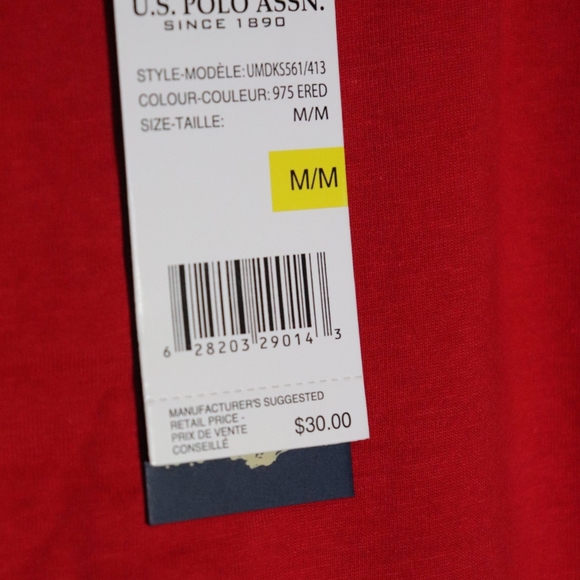 U.S. POLO ASSN.
SINCE 1890
STYLE-MODÈLE: UMDKS561/413
COLOUR-COULEUR: 975 ERED
SIZE-TAILLE: M/M
M/M
6 28203 29014 3
MANUFACTURER'S SUGGESTED
RETAIL PRICE -
PRIX DE VENTE
CONSEILLÉ
$30.00